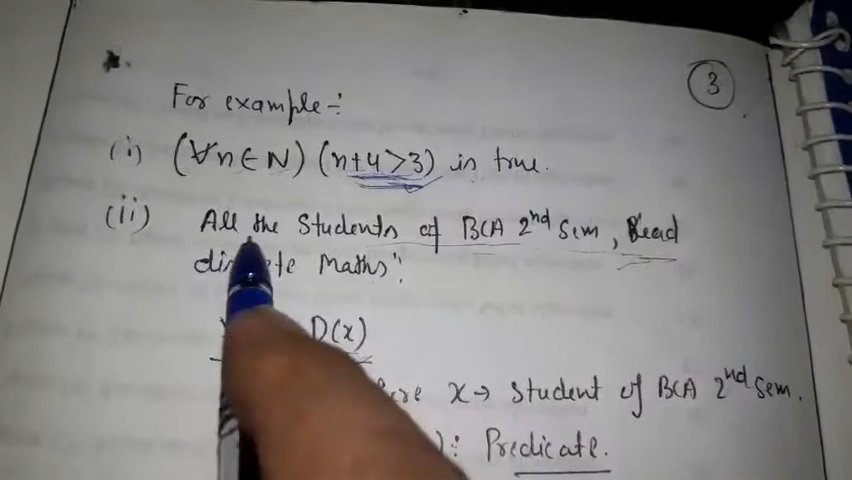 3
For example :-
(i) (∀n ∈ N) (n+4>3) is true.
(ii) All the Students of BCA 2nd Sem, Read
Maths".
D(x)
x → Student of BCA 2nd Sem.
): Predicate.